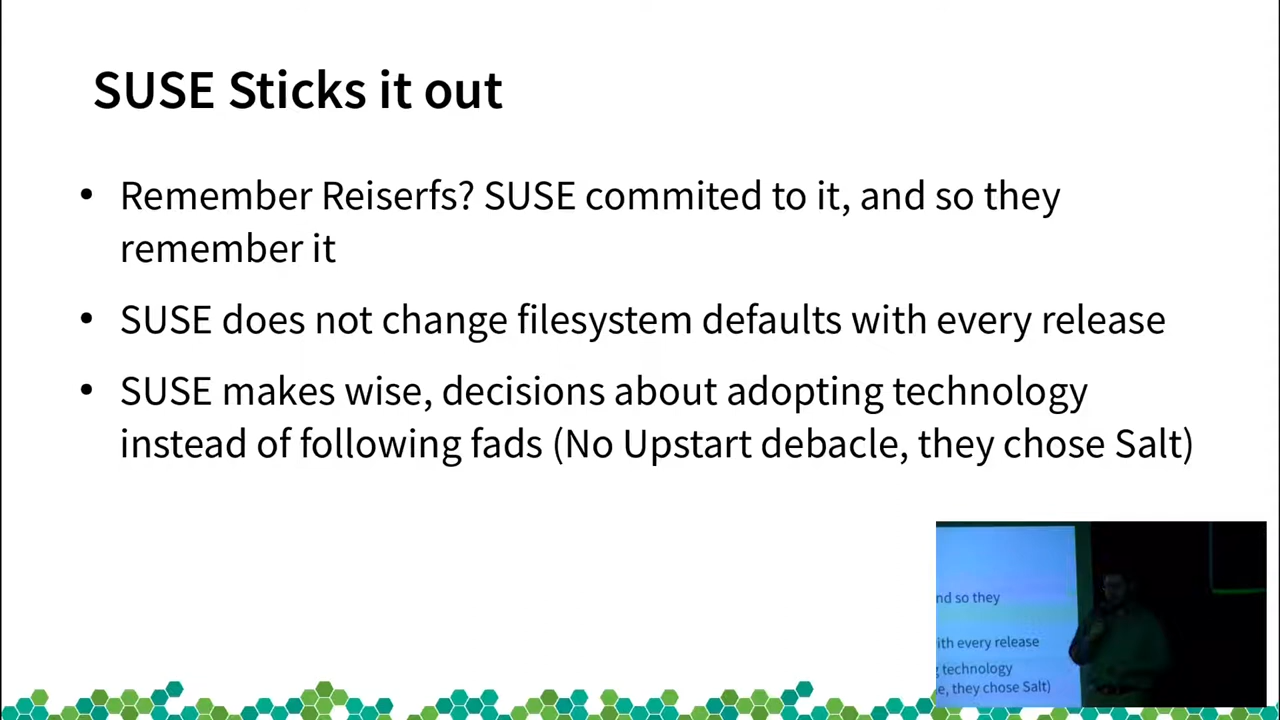 SUSE Sticks it out
• Remember Reiserfs? SUSE commited to it, and so they
remember it
• SUSE does not change filesystem defaults with every release
• SUSE makes wise, decisions about adopting technology
instead of following fads (No Upstart debacle, they chose Salt)
nd so they
ith every release
technology
e, they chose Salt)